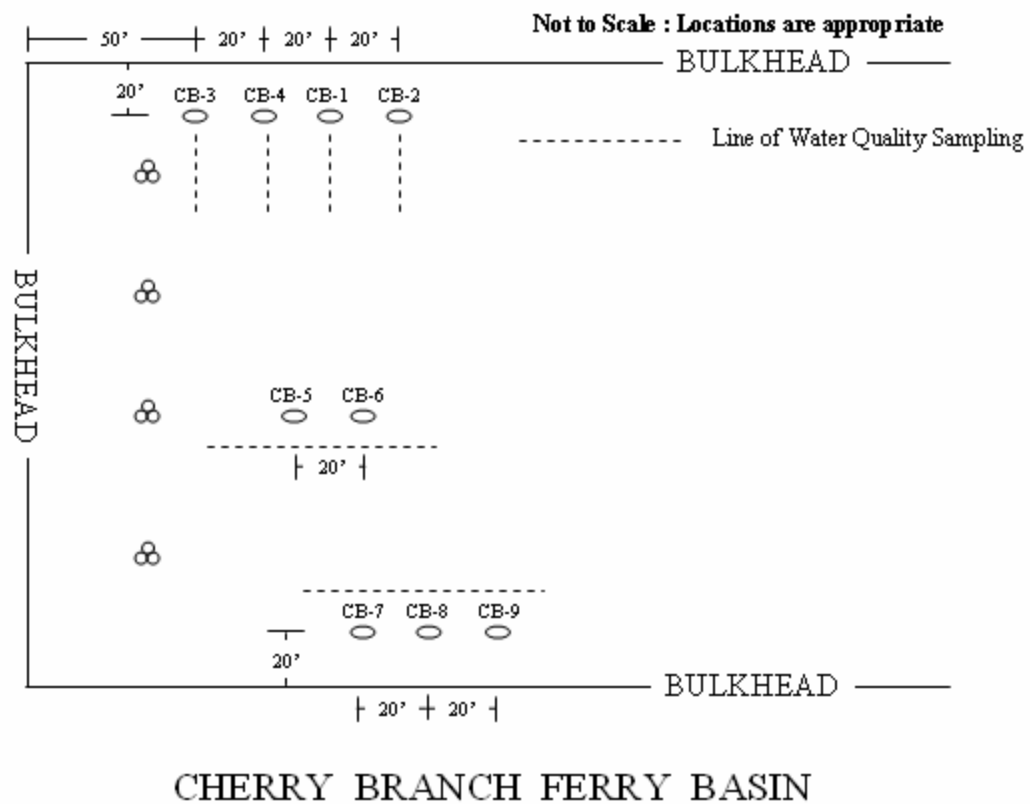 Not to Scale : Locations are appropriate
50’ 20’ 20’ 20’
BULKHEAD
20’
CB-3 CB-4 CB-1 CB-2
Line of Water Quality Sampling
BULKHEAD
CB-5 CB-6
20’
CB-7 CB-8 CB-9
20’
BULKHEAD
20’ 20’
CHERRY BRANCH FERRY BASIN